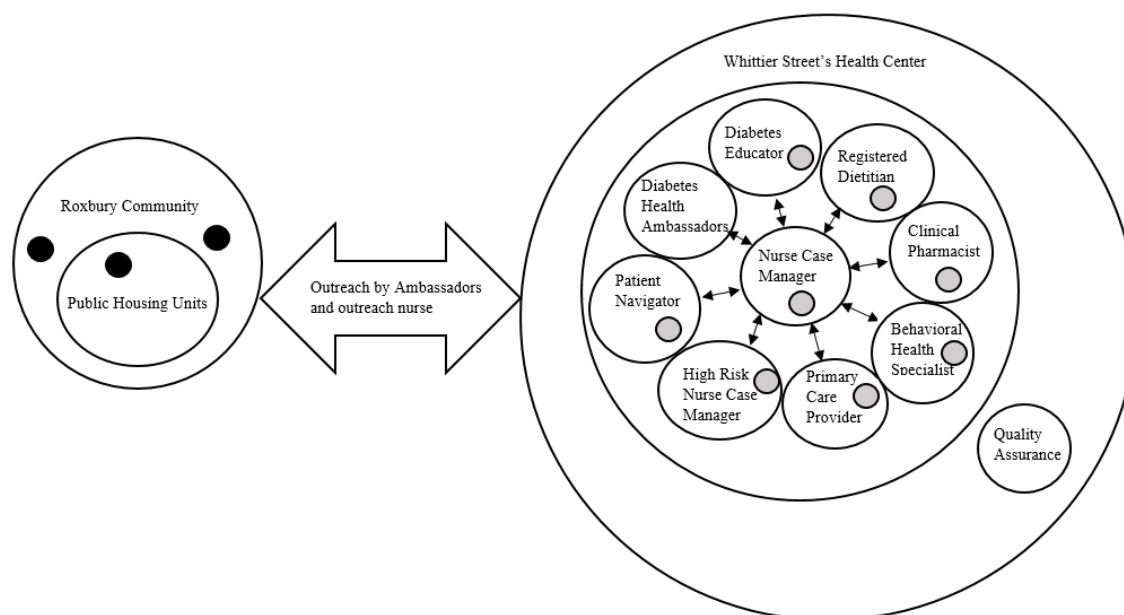 Whittier Street's Health Center
Roxbury Community
Public Housing Units
Outreach by Ambassadors
and outreach nurse
Diabetes
Educator
Registered
Dietitian
Diabetes
Health
Ambassadors
Clinical
Pharmacist
Nurse Case
Manager
Patient
Navigator
Behavioral
Health
Specialist
High Risk
Nurse Case
Manager
Primary
Care
Provider
Quality
Assurance